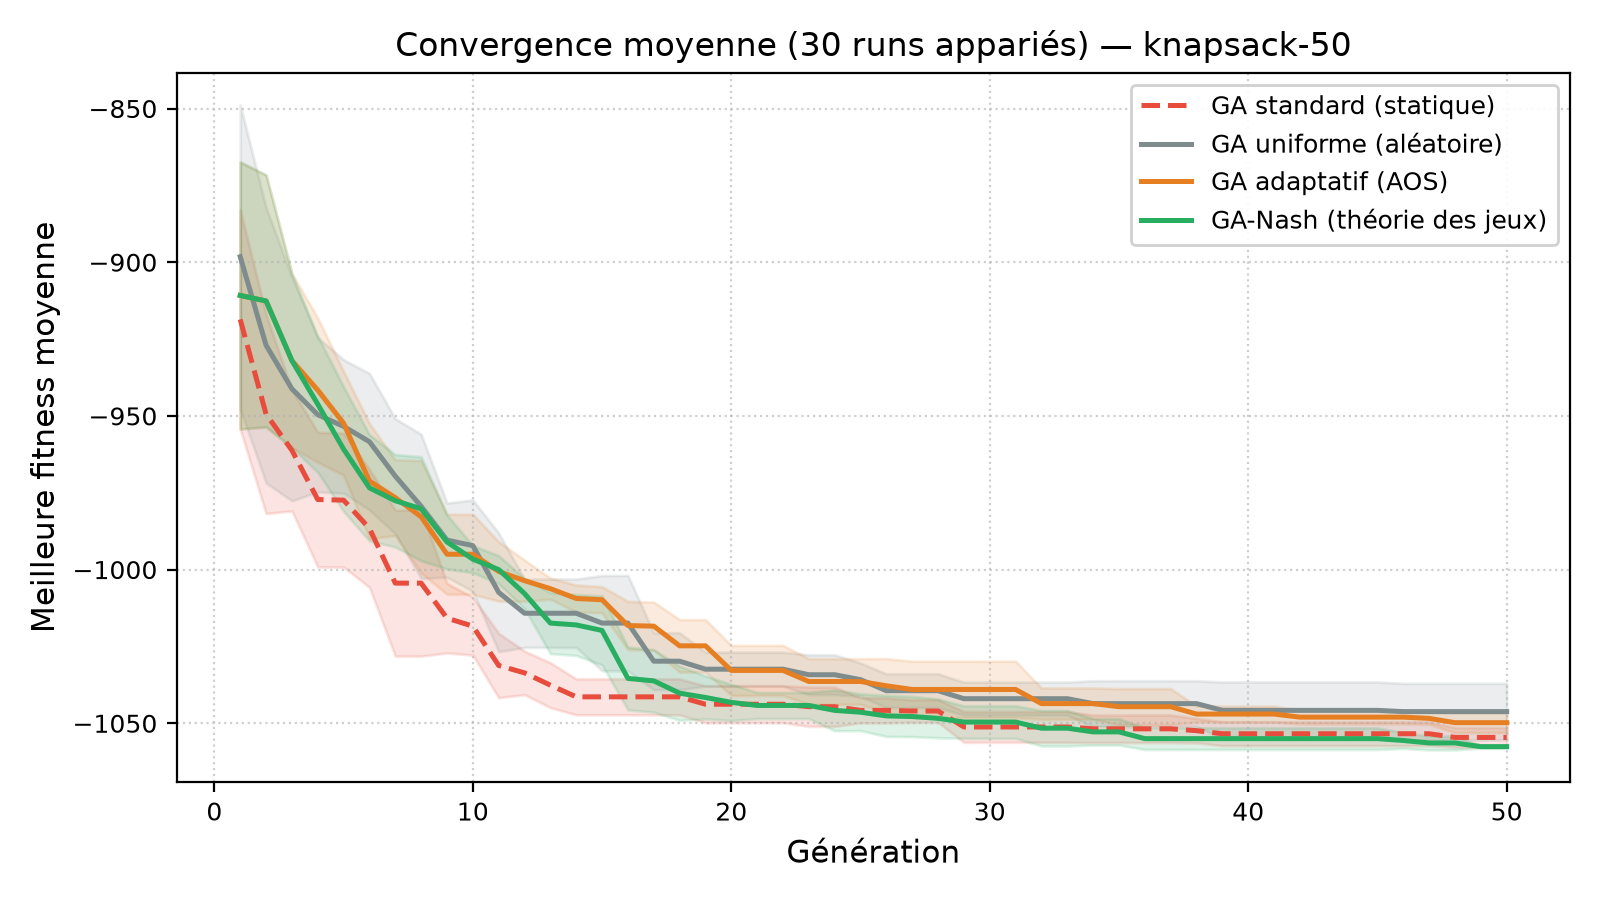 Convergence moyenne (30 runs appariés) — knapsack-50
GA standard (statique)
GA uniforme (aléatoire)
GA adaptatif (AOS)
GA-Nash (théorie des jeux)
Meilleure fitness moyenne
−850
−900
−950
−1000
−1050
0 10 20 30 40 50
Génération